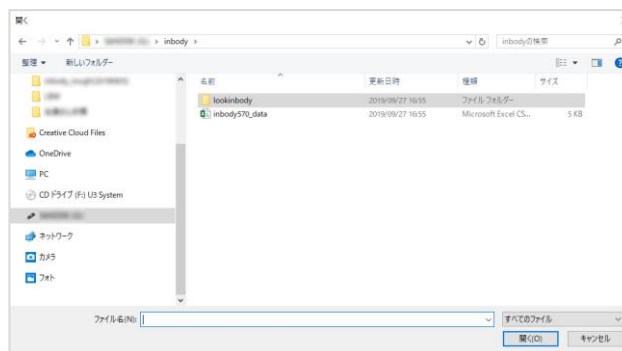 開く
inbody
inbodyの検索
整理 新しいフォルダー
名前 更新日時 種類 サイズ
lookinbody 2019/09/27 16:55 ファイル フォルダー
inbody570_data 2019/09/27 16:55 Microsoft Excel CS... 5 KB
Creative Cloud Files
OneDrive
PC
CD ドライブ (F:) U3 System
ネットワーク
カメラ
フォト
ファイル名(N): すべてのファイル
開く(O) キャンセル